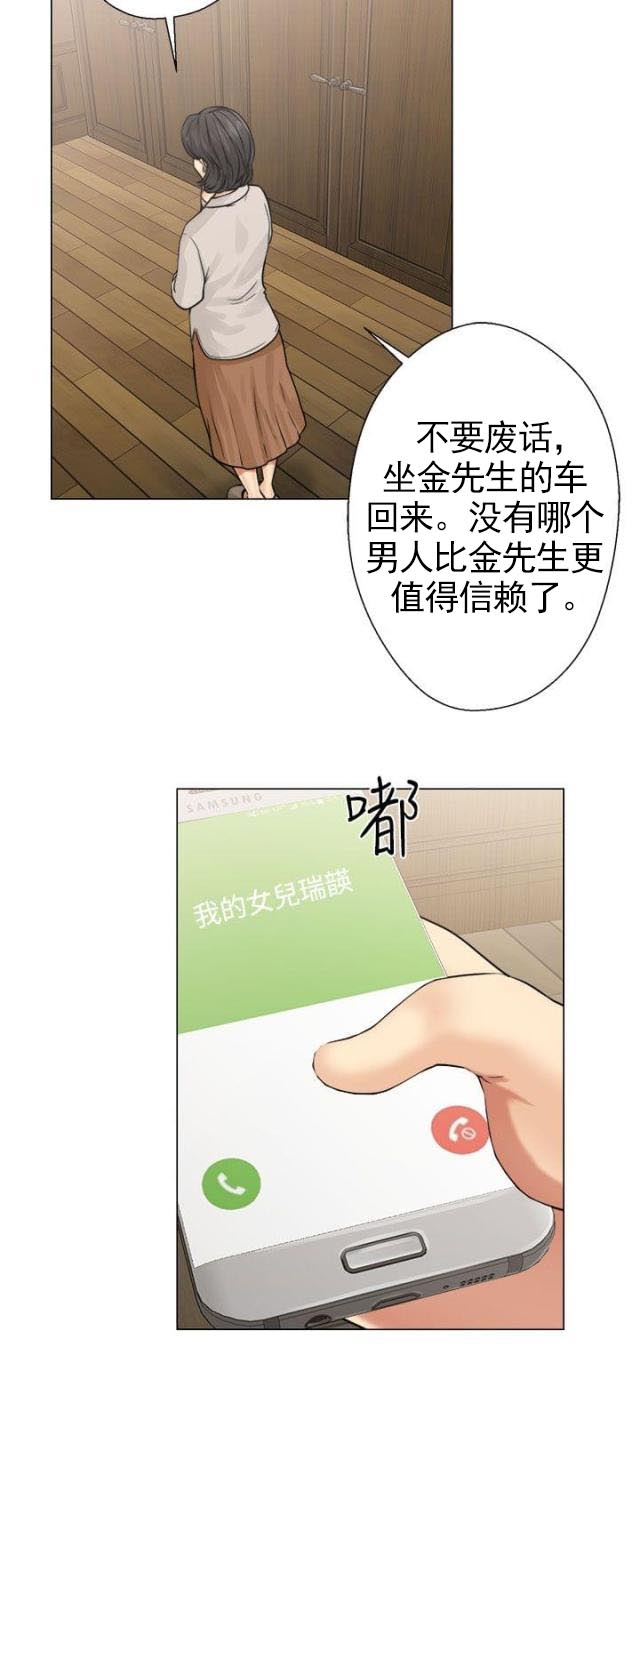 不要废话，
坐金先生的车
回来。没有哪个
男人比金先生更
值得信赖了。
嘟
SAMSUNG
我的女兒瑞韺